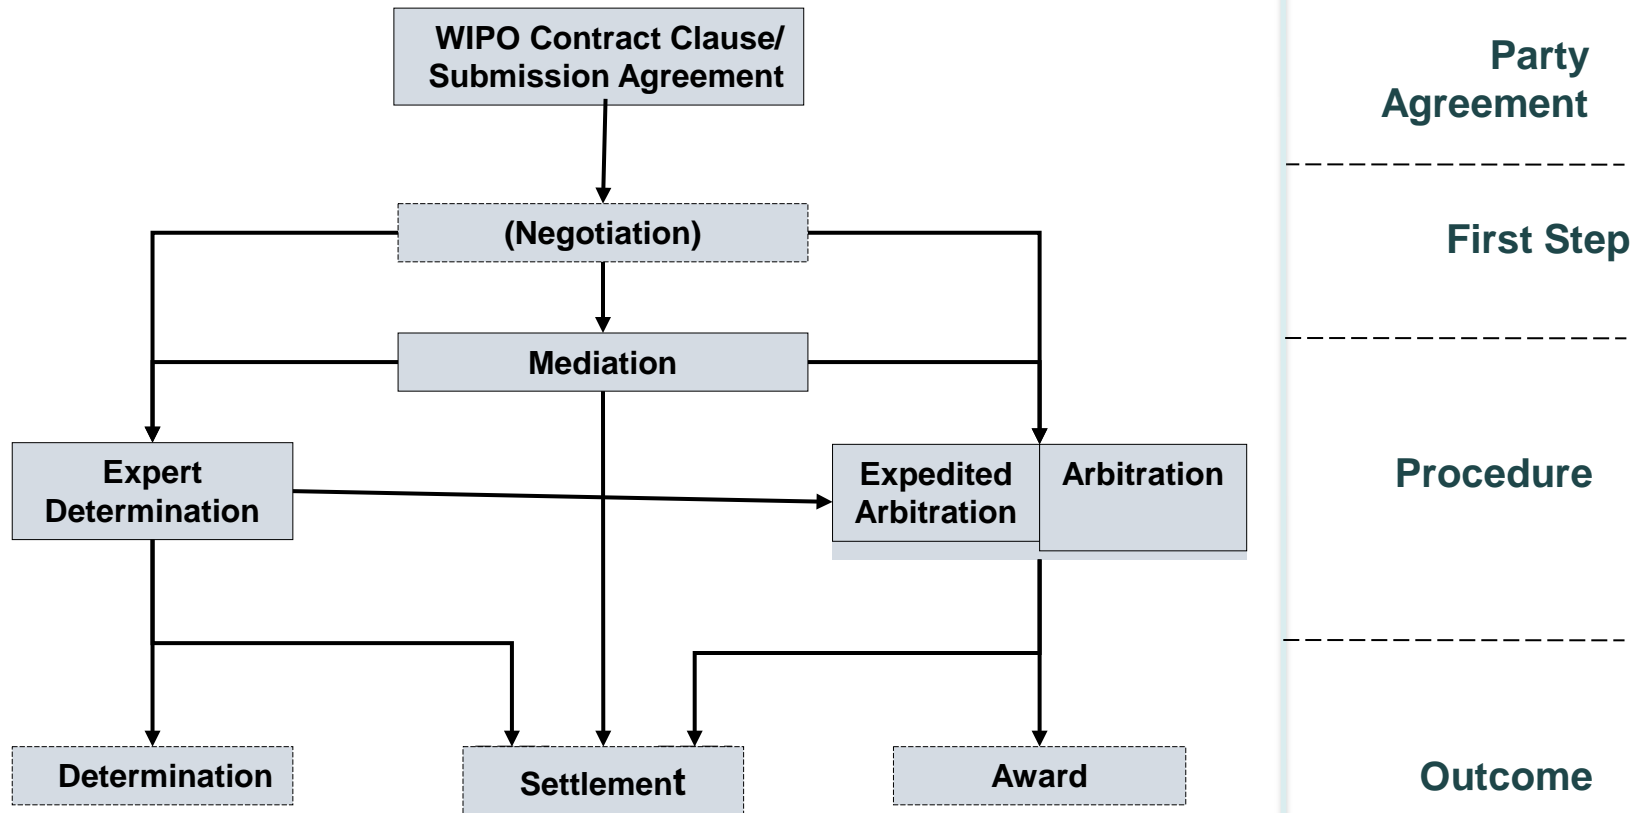 WIPO Contract Clause/
Submission Agreement
Party
Agreement
(Negotiation)
First Step
Mediation
Expert
Determination
Expedited
Arbitration
Arbitration
Procedure
Determination
Settlement
Award
Outcome